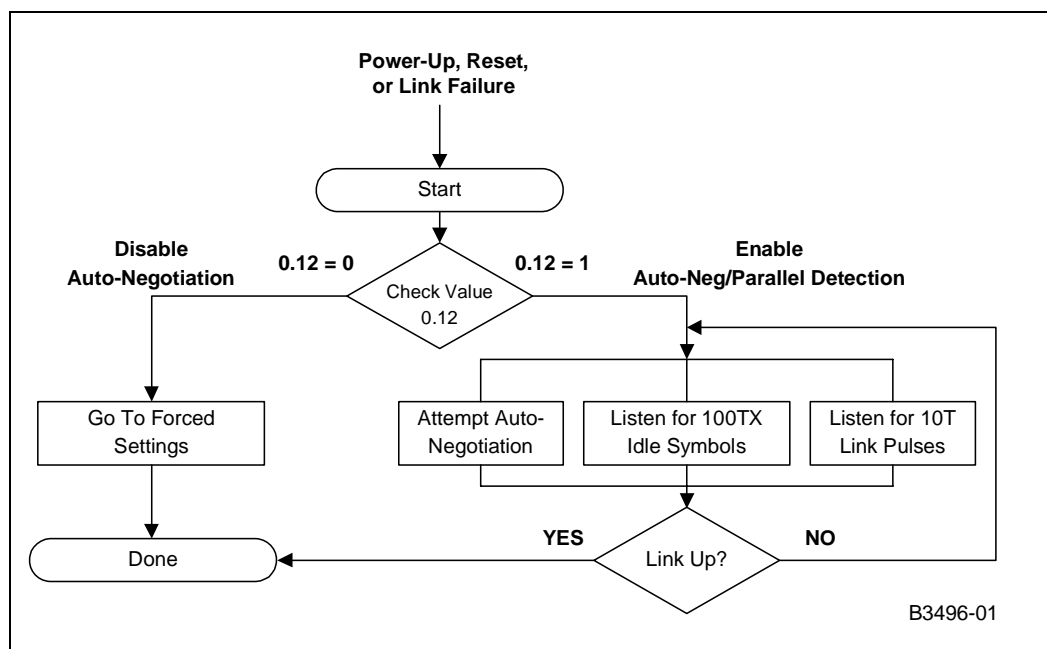 Power-Up, Reset,
or Link Failure
Start
Disable
Auto-Negotiation
0.12 = 0
0.12 = 1
Enable
Auto-Neg/Parallel Detection
Check Value
0.12
Go To Forced
Settings
Attempt Auto-
Negotiation
Listen for 100TX
Idle Symbols
Listen for 10T
Link Pulses
Done
YES
Link Up?
NO
B3496-01